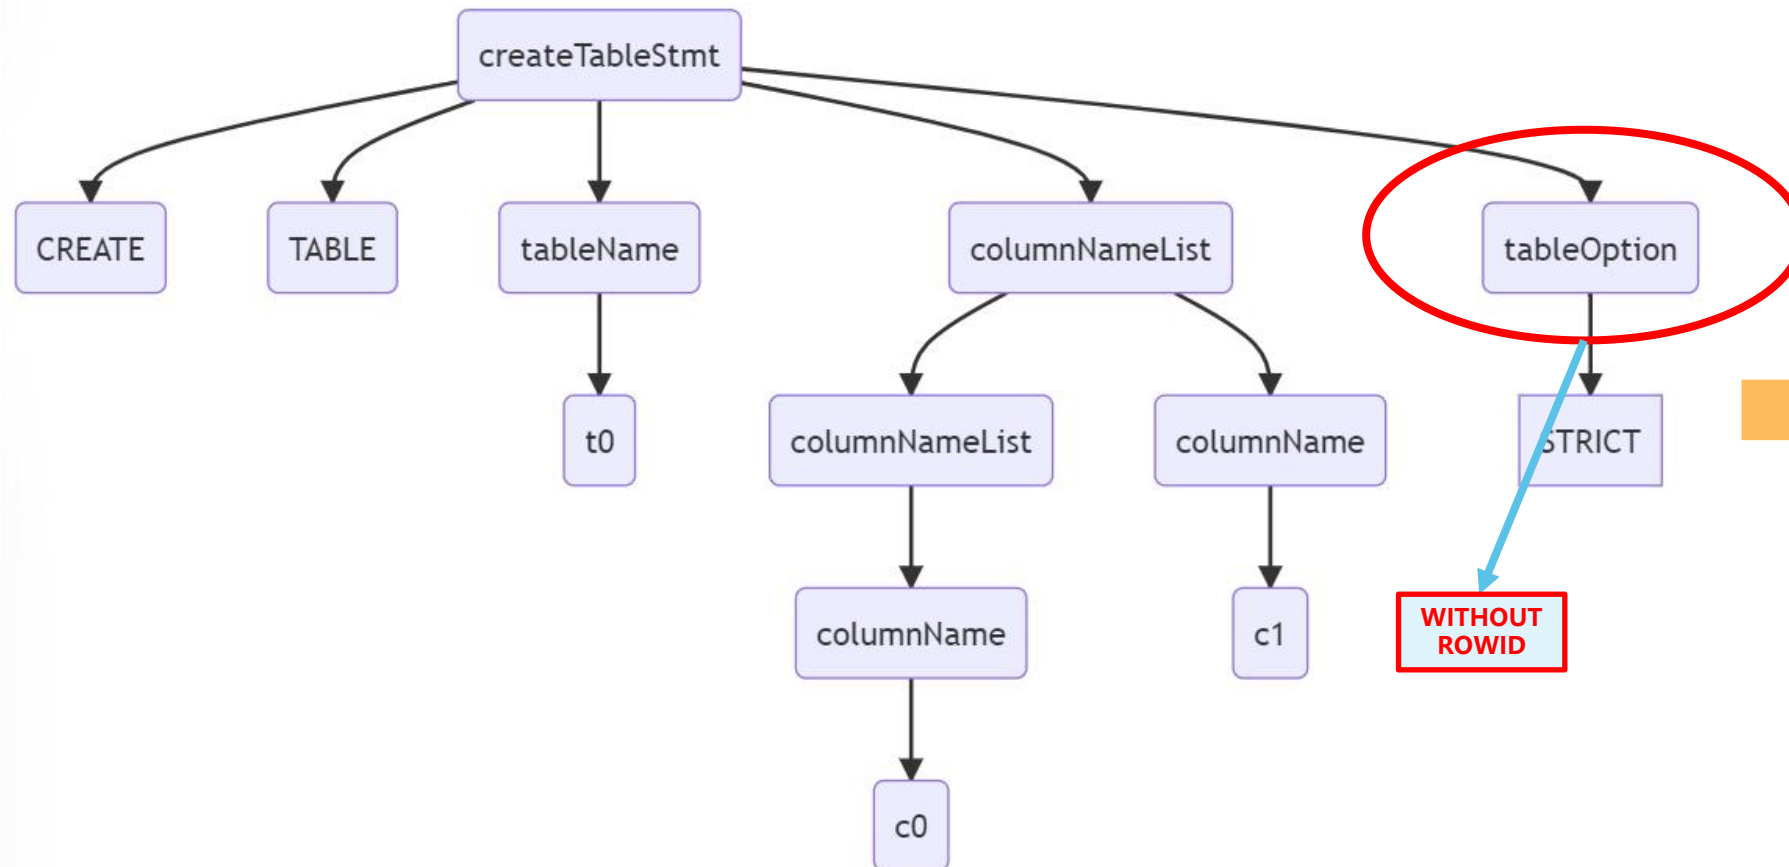 createTableStmt
CREATE
TABLE
tableName
columnNameList
tableOption
t0
columnNameList
columnName
STRICT
columnName
c1
WITHOUT
ROWID
c0